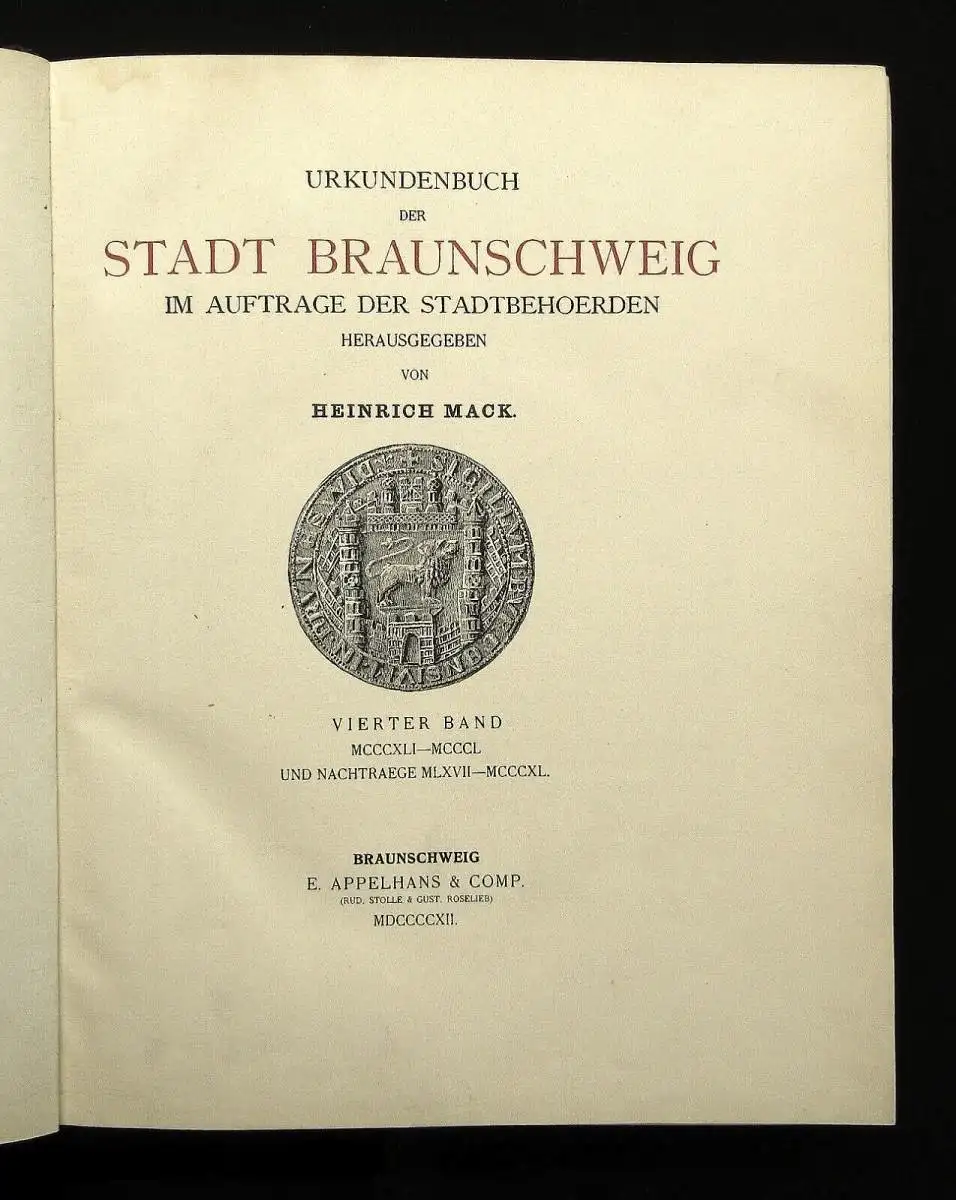 URKUNDENBUCH
DER
STADT BRAUNSCHWEIG
IM AUFTRAGE DER STADTBEHOERDEN
HERAUSGEGEBEN
VON
HEINRICH MACK.
VIERTER BAND
MCCCXLI—MCCCL
UND NACHTRAEGE MLXVII—MCCCXL.
BRAUNSCHWEIG
E. APPELHANS & COMP.
(RUD. STOLLE & GUST. ROSELIEB)
MDCCCCXII.